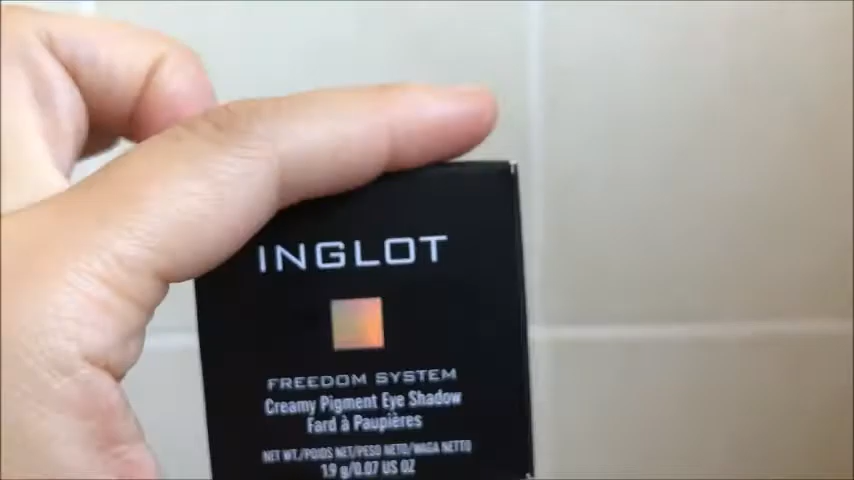 INGLOT
FREEDOM SYSTEM
Creamy Pigment Eye Shadow
Fard à Paupières
NET WT./POIDS NET/PESO NETO/WAGA NETTO
1.9 g/0.07 US OZ